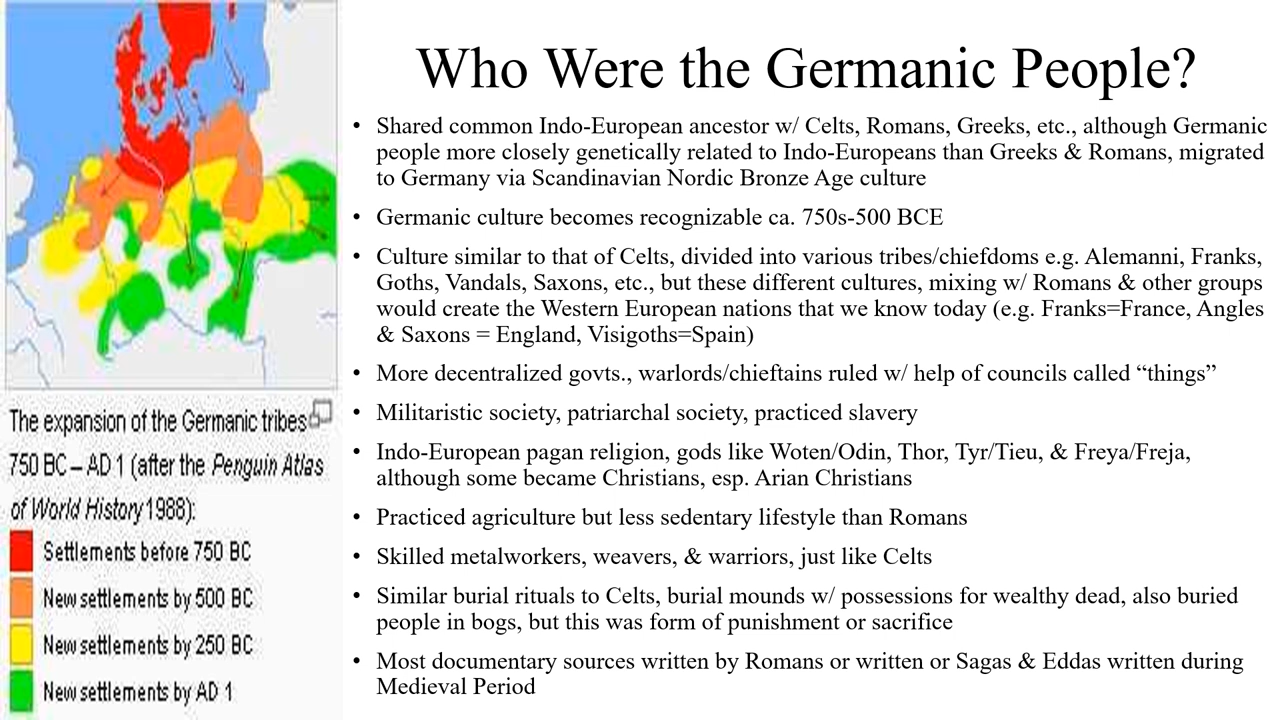 Who Were the Germanic People?
• Shared common Indo-European ancestor w/ Celts, Romans, Greeks, etc., although Germanic
people more closely genetically related to Indo-Europeans than Greeks & Romans, migrated
to Germany via Scandinavian Nordic Bronze Age culture
• Germanic culture becomes recognizable ca. 750s-500 BCE
• Culture similar to that of Celts, divided into various tribes/chiefdoms e.g. Alemanni, Franks,
Goths, Vandals, Saxons, etc., but these different cultures, mixing w/ Romans & other groups
would create the Western European nations that we know today (e.g. Franks=France, Angles
& Saxons = England, Visigoths=Spain)
• More decentralized govts., warlords/chieftains ruled w/ help of councils called “things”
• Militaristic society, patriarchal society, practiced slavery
• Indo-European pagan religion, gods like Woten/Odin, Thor, Tyr/Tieu, & Freya/Freja,
although some became Christians, esp. Arian Christians
• Practiced agriculture but less sedentary lifestyle than Romans
• Skilled metalworkers, weavers, & warriors, just like Celts
• Similar burial rituals to Celts, burial mounds w/ possessions for wealthy dead, also buried
people in bogs, but this was form of punishment or sacrifice
• Most documentary sources written by Romans or written or Sagas & Eddas written during
Medieval Period
The expansion of the Germanic tribes
750 BC – AD 1 (after the Penguin Atlas
of World History 1988):
Settlements before 750 BC
New settlements by 500 BC
New settlements by 250 BC
New settlements by AD 1